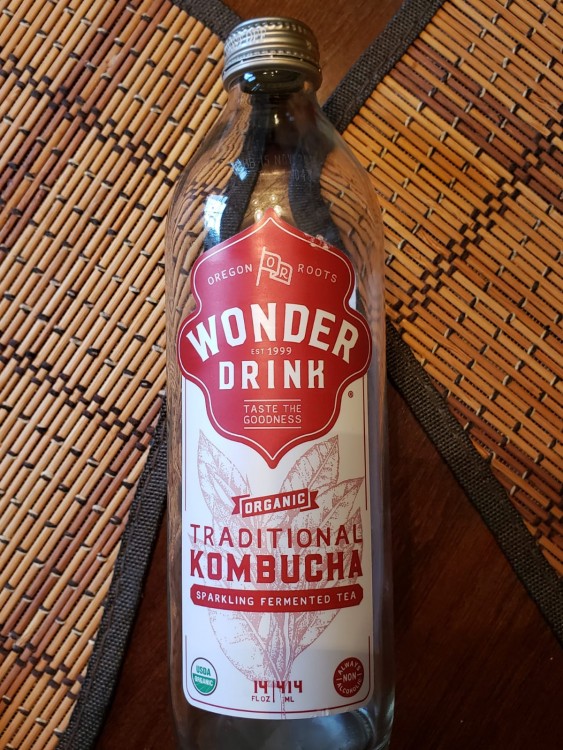 OREGON OR ROOTS
WONDER
EST 1999
DRINK
®
TASTE THE
GOODNESS
ORGANIC
TRADITIONAL
KOMBUCHA
SPARKLING FERMENTED TEA
USDA
ORGANIC
14 414
FL OZ ML
ALWAYS
NON
ALCOHOLIC